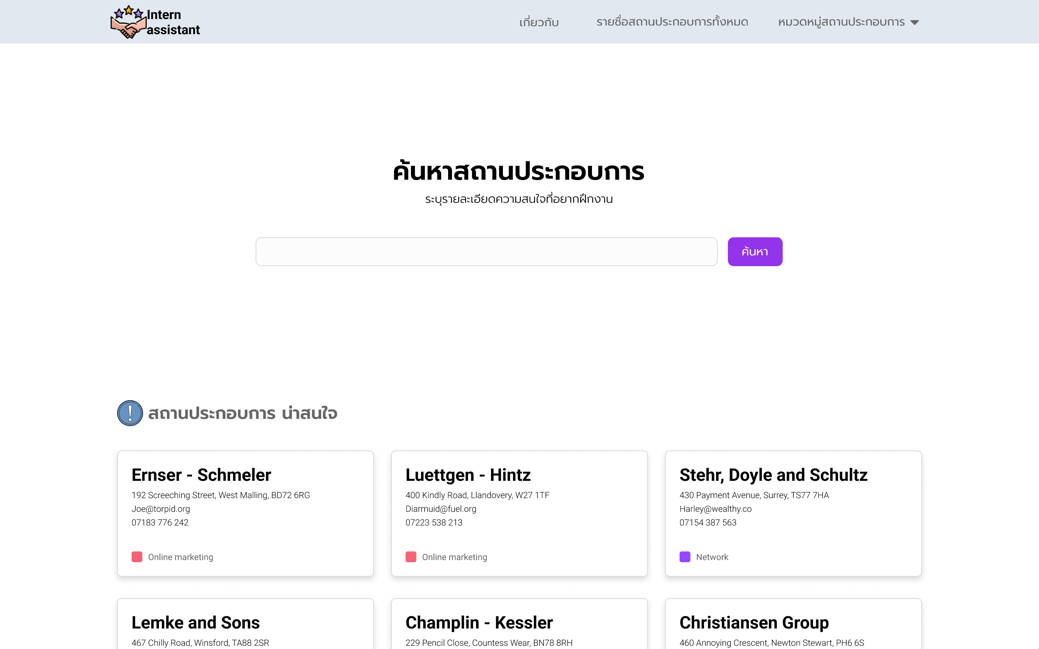 Intern
assistant
เกี่ยวกับ
รายชื่อสถานประกอบการทั้งหมด
หมวดหมู่สถานประกอบการ
ค้นหาสถานประกอบการ
ระบุรายละเอียดความสนใจที่อยากฝึกงาน
ค้นหา
สถานประกอบการ น่าสนใจ
Ernser - Schmeler
192 Screeching Street, West Malling, BD72 6RG
Joe@torpid.org
07183 776 242
Online marketing
Luettgen - Hintz
400 Kindly Road, Llandovery, W27 1TF
Diarmuid@fuel.org
07223 538 213
Online marketing
Stehr, Doyle and Schultz
430 Payment Avenue, Surrey, TS77 7HA
Harley@wealthy.co
07154 387 563
Network
Lemke and Sons
467 Chilly Road, Winsford, TA88 2SR
Champlin - Kessler
229 Pencil Close, Countess Wear, BN78 8RH
Christiansen Group
460 Annoying Crescent, Newton Stewart, PH6 6S